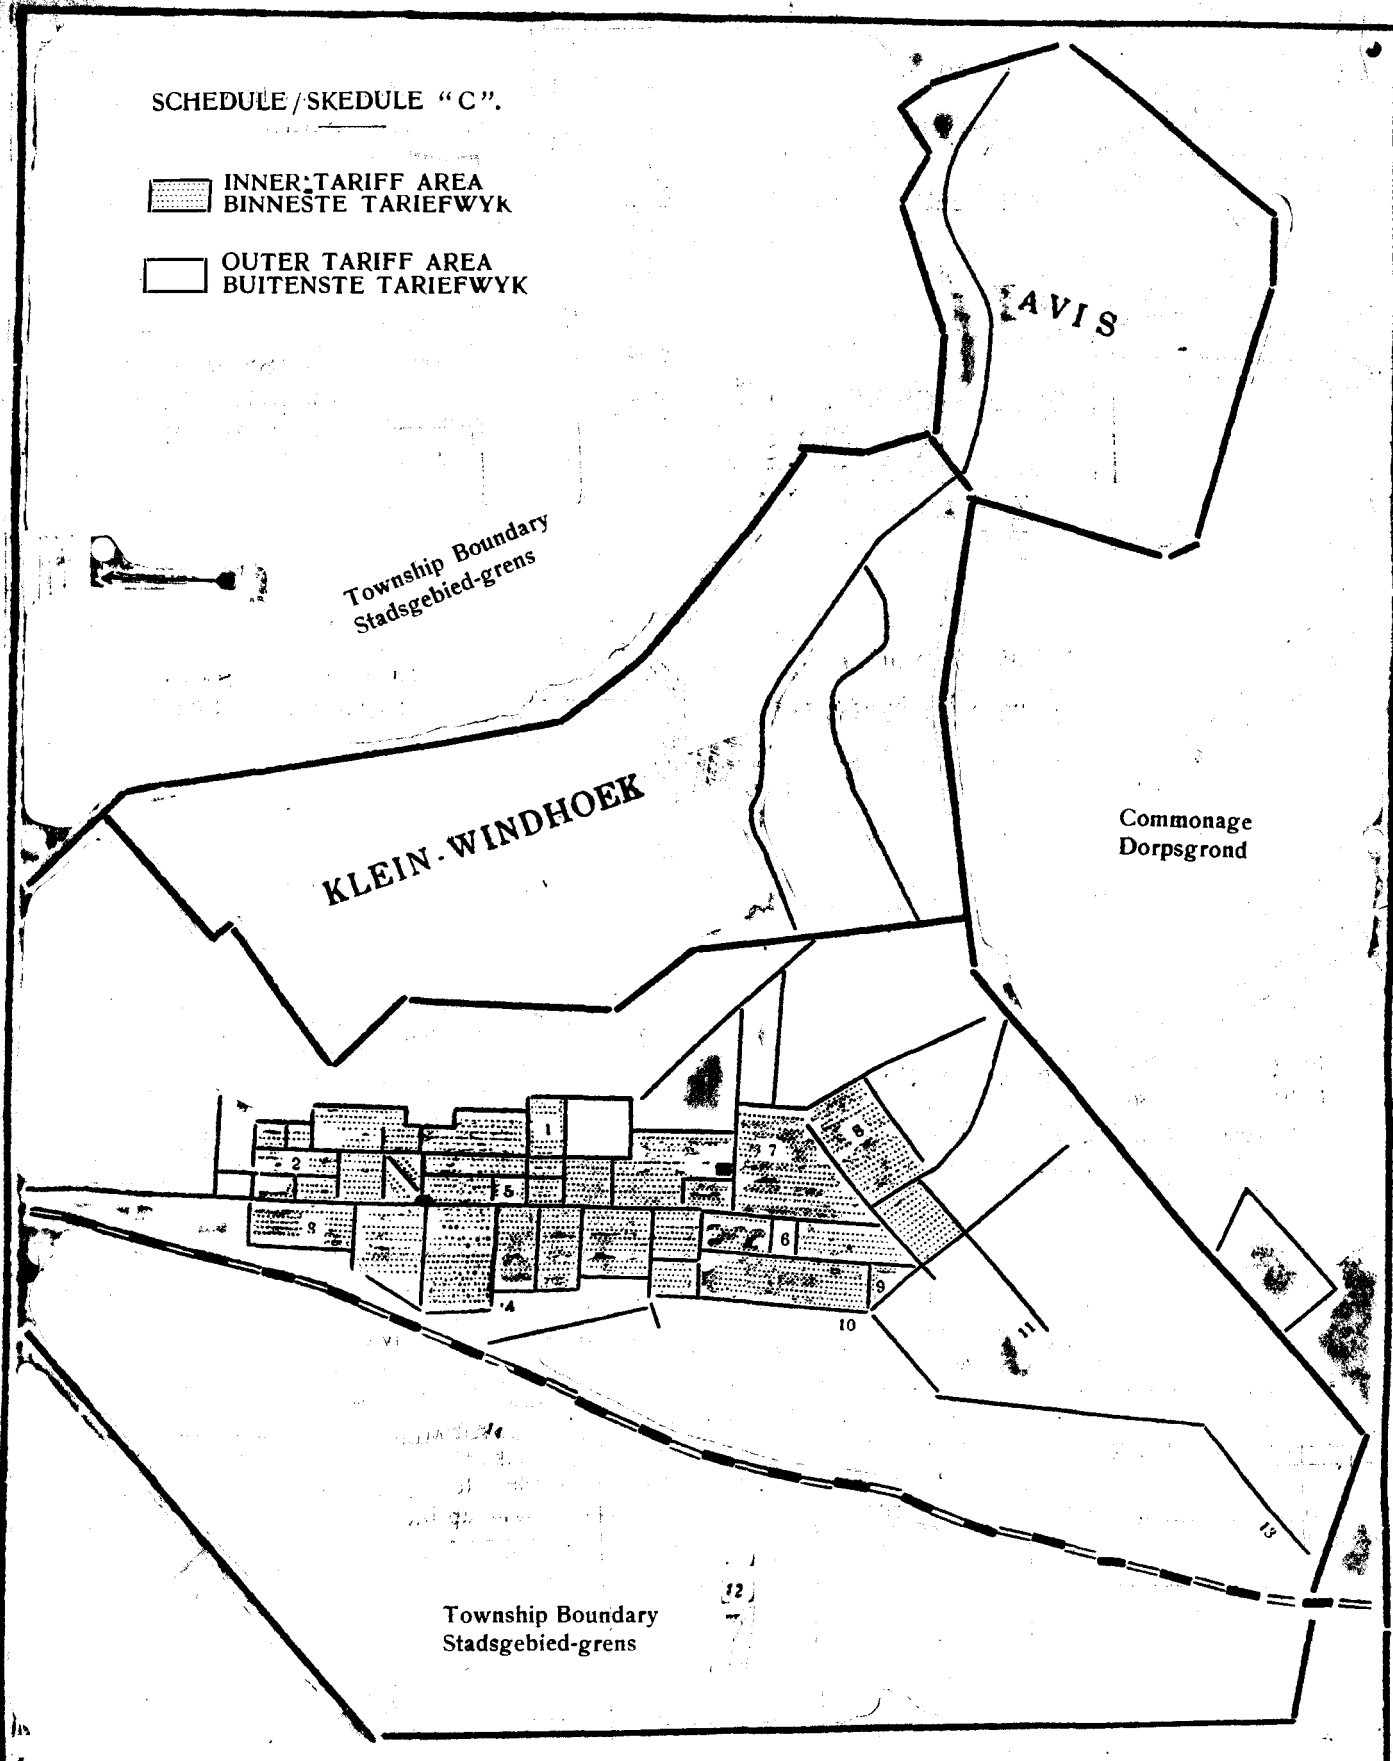 SCHEDULE/SKEDULE "C".
INNER TARIFF AREA
BINNESTE TARIEFWYK
OUTER TARIFF AREA
BUITENSTE TARIEFWYK
AVIS
Township Boundary
Stadsgebied-grens
KLEIN-WINDHOEK
Commonage
Dorpsgrond
1
2
3
4
5
6
7
8
9
10
11
12
13
14
Township Boundary
Stadsgebied-grens